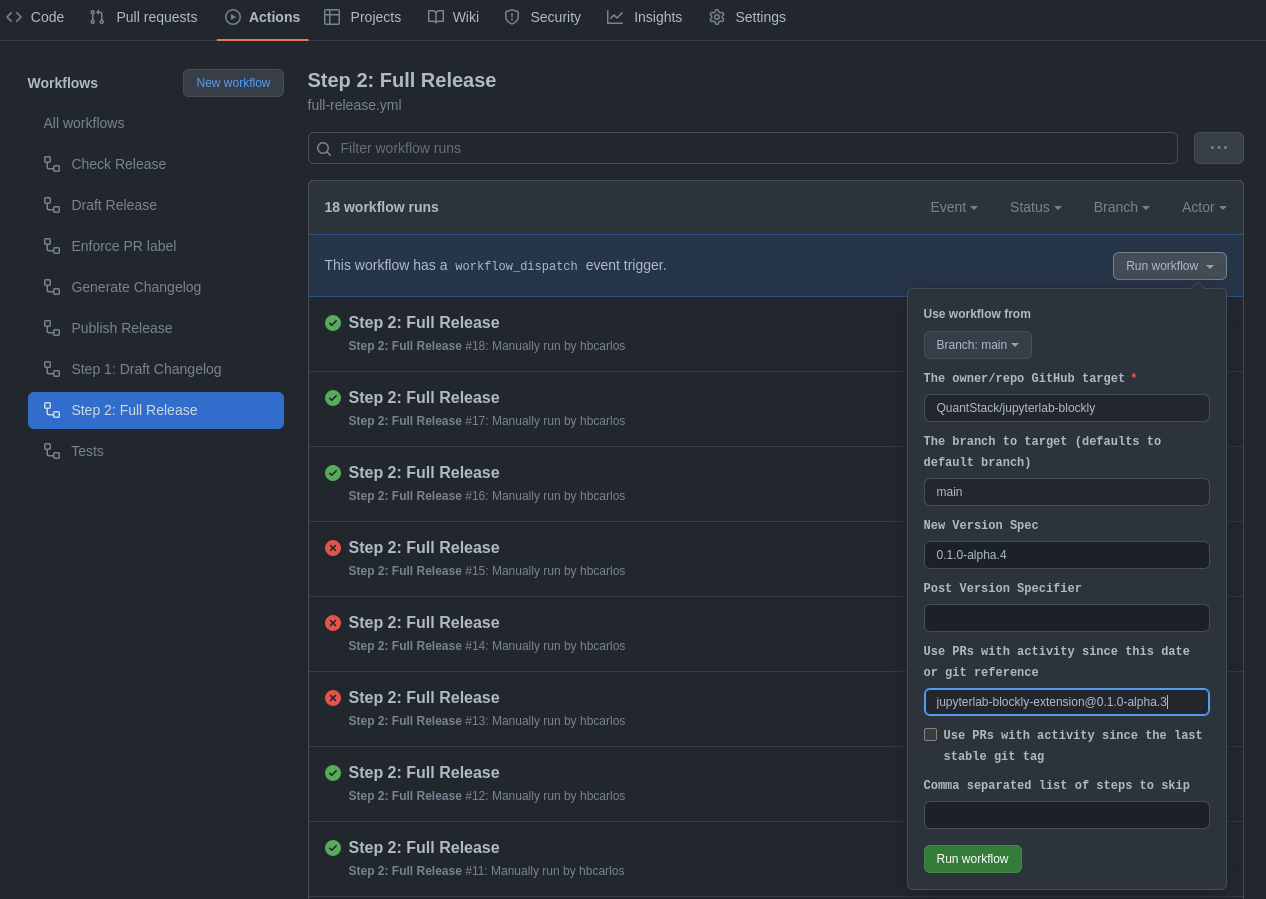 Code Pull requests Actions Projects Wiki Security Insights Settings
Workflows
New workflow
All workflows
Check Release
Draft Release
Enforce PR label
Generate Changelog
Publish Release
Step 1: Draft Changelog
Step 2: Full Release
Tests
Step 2: Full Release
full-release.yml
Filter workflow runs
18 workflow runs
Event Status Branch Actor
This workflow has a workflow_dispatch event trigger.
Run workflow
Step 2: Full Release
Step 2: Full Release #18: Manually run by hbcarlos
Step 2: Full Release
Step 2: Full Release #17: Manually run by hbcarlos
Step 2: Full Release
Step 2: Full Release #16: Manually run by hbcarlos
Step 2: Full Release
Step 2: Full Release #15: Manually run by hbcarlos
Step 2: Full Release
Step 2: Full Release #14: Manually run by hbcarlos
Step 2: Full Release
Step 2: Full Release #13: Manually run by hbcarlos
Step 2: Full Release
Step 2: Full Release #12: Manually run by hbcarlos
Step 2: Full Release
Step 2: Full Release #11: Manually run by hbcarlos
Use workflow from
Branch: main
The owner/repo GitHub target *
QuantStack/jupyterlab-blockly
The branch to target (defaults to
default branch)
main
New Version Spec
0.1.0-alpha.4
Post Version Specifier
Use PRs with activity since this date
or git reference
jupyterlab-blockly-extension@0.1.0-alpha.3
Use PRs with activity since the last
stable git tag
Comma separated list of steps to skip
Run workflow